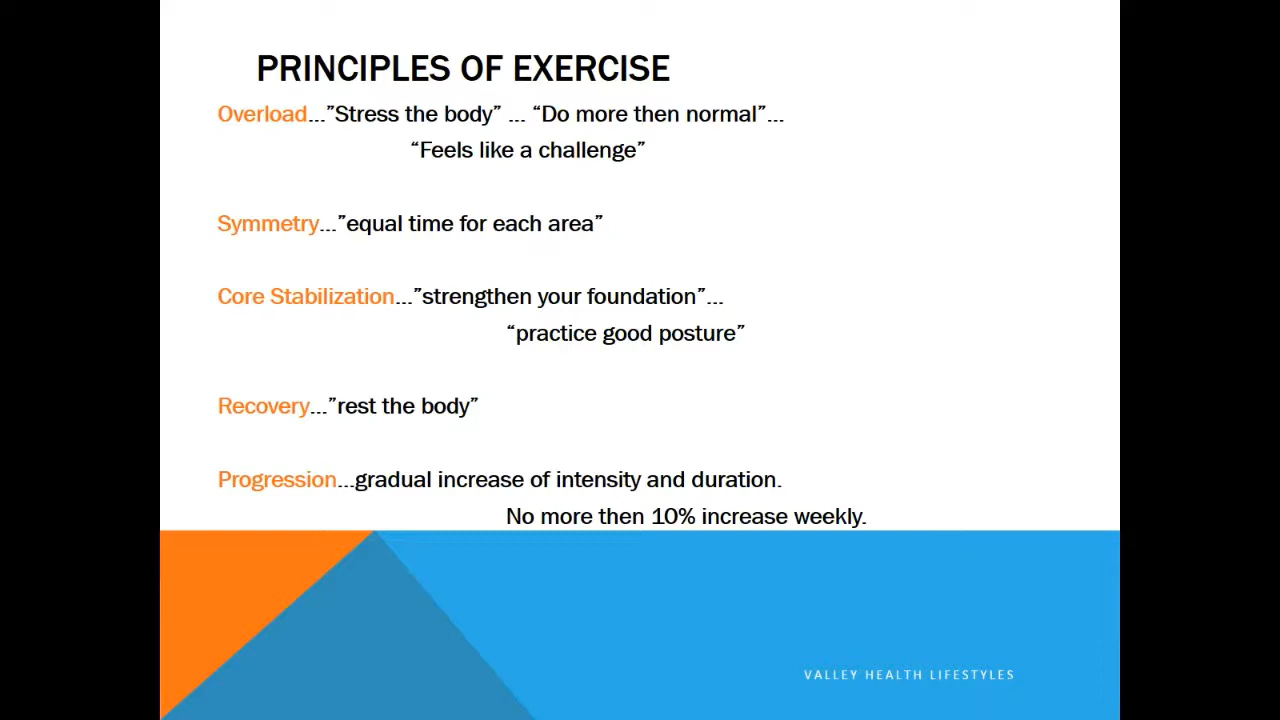 PRINCIPLES OF EXERCISE
Overload...”Stress the body” ... “Do more then normal”...
“Feels like a challenge”
Symmetry...”equal time for each area”
Core Stabilization...”strengthen your foundation”...
“practice good posture”
Recovery...”rest the body”
Progression...gradual increase of intensity and duration.
No more then 10% increase weekly.
VALLEY HEALTH LIFESTYLES